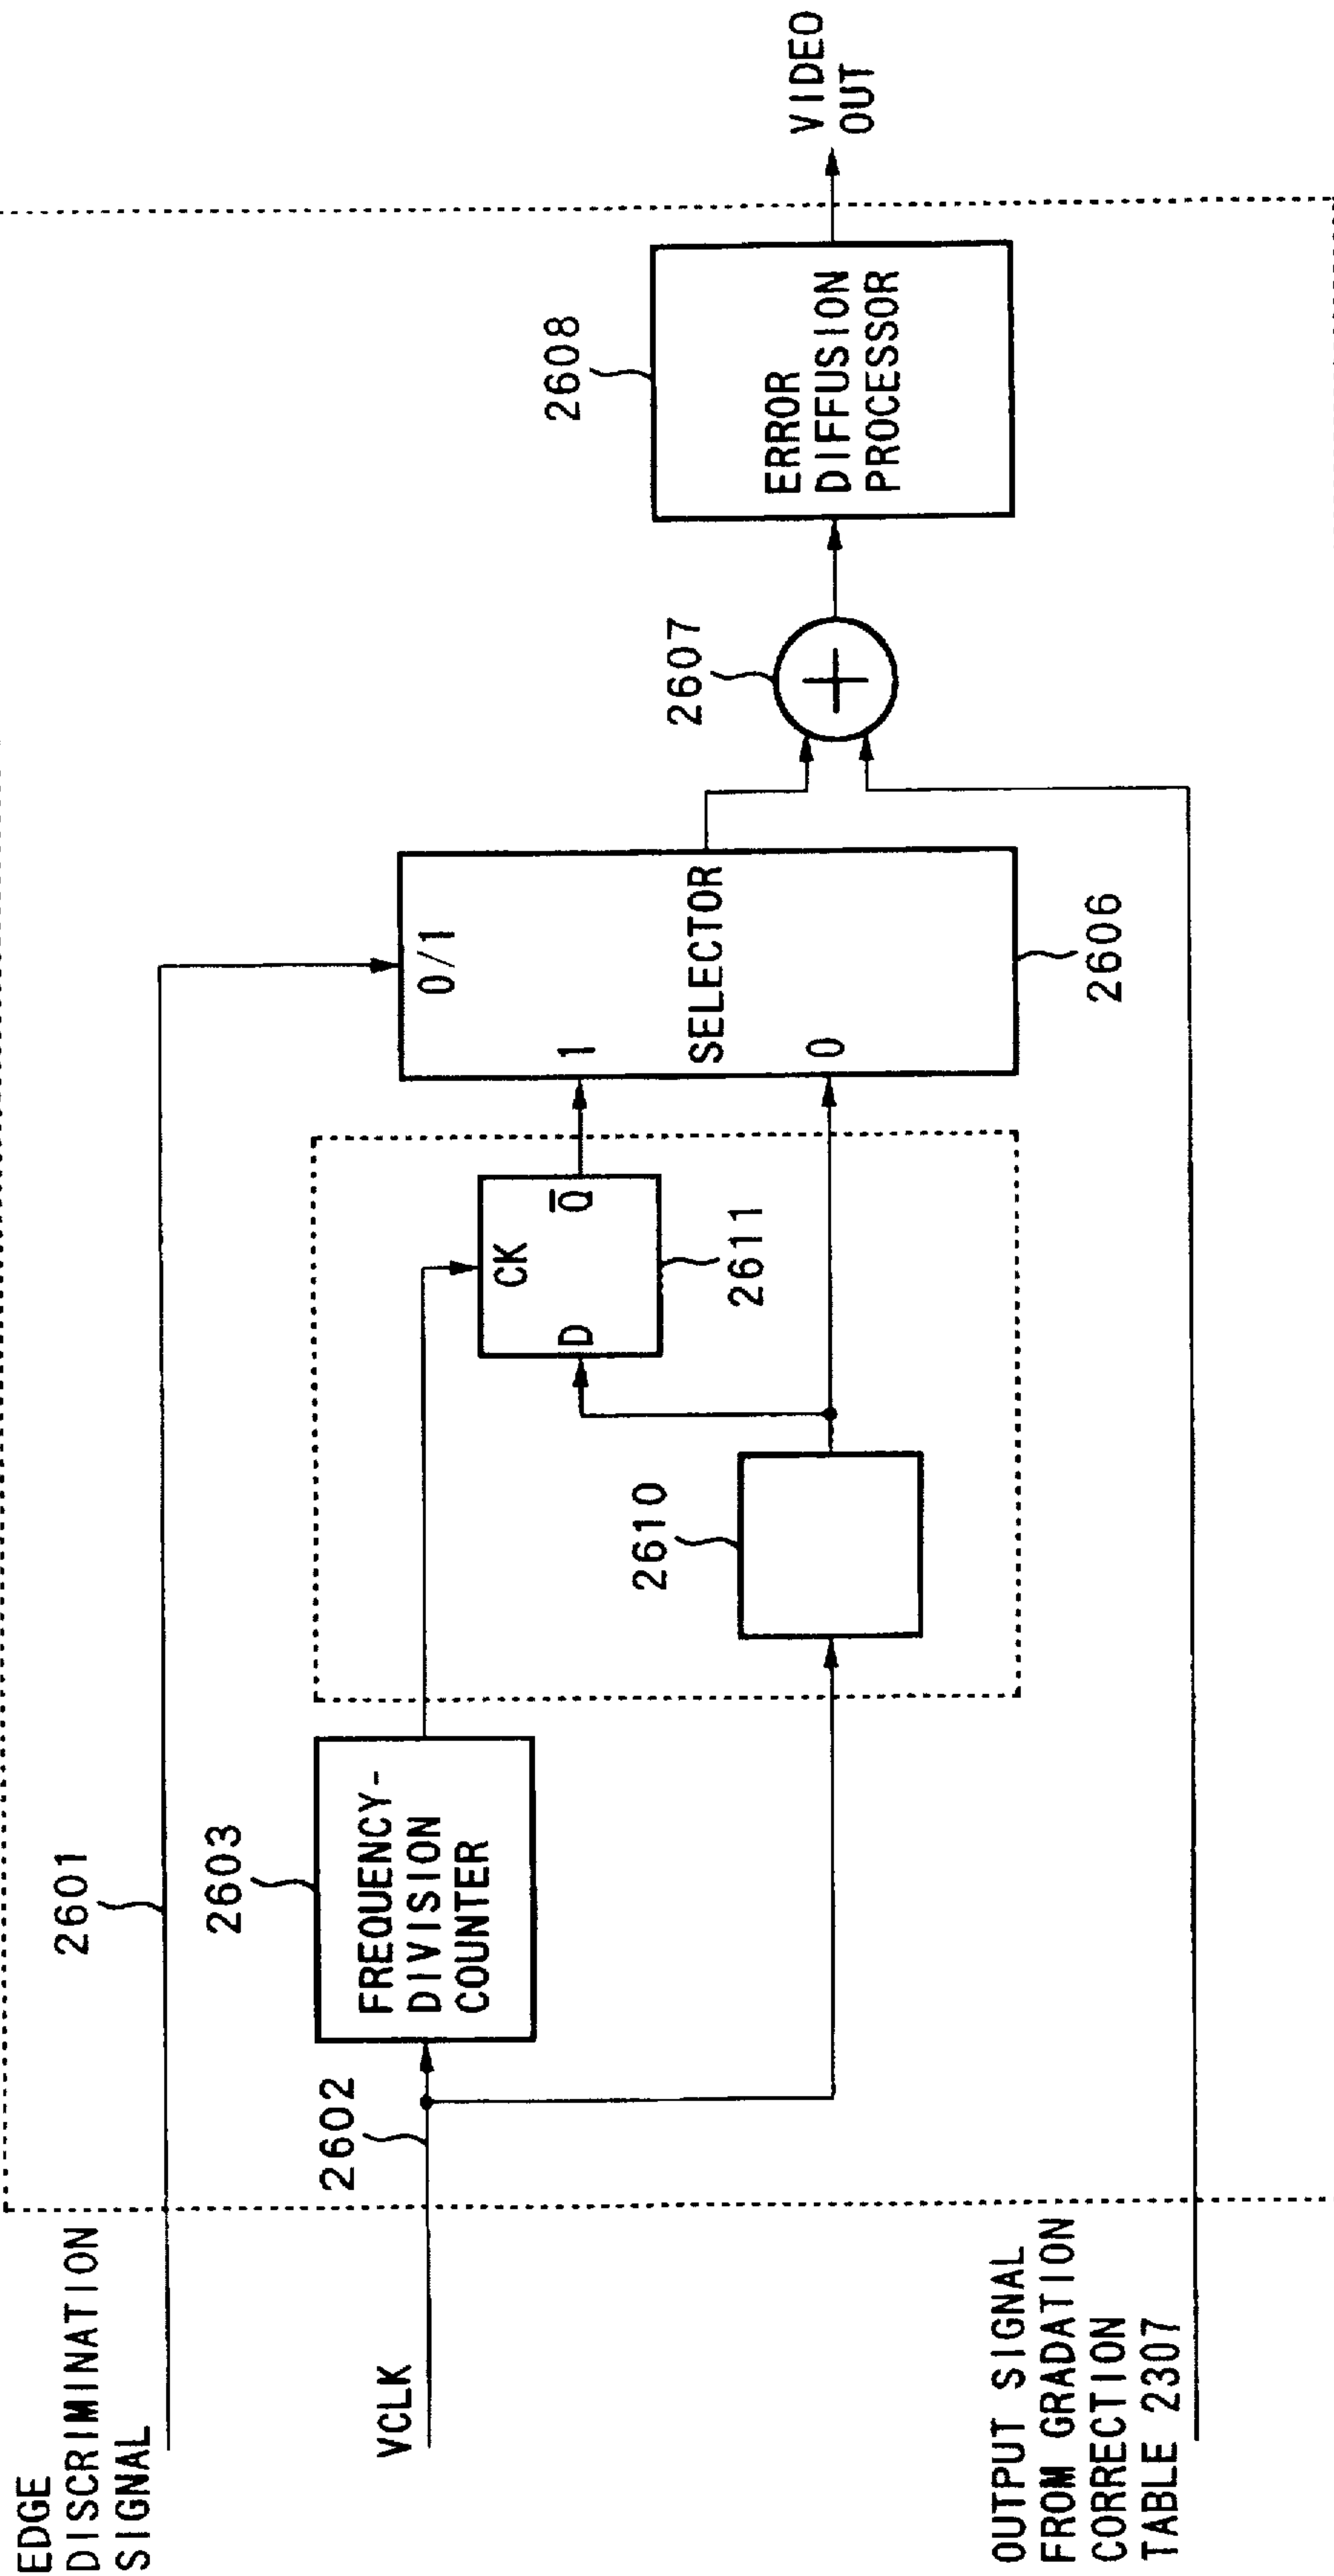 EDGE
DISCRIMINATION
SIGNAL
2601
VCLK
2602
2603
FREQUENCY-
DIVISION
COUNTER
2610
D
CK
Q̅
2611
0/1
1
SELECTOR
0
2606
2607
+
2608
ERROR
DIFFUSION
PROCESSOR
VIDEO
OUT
OUTPUT SIGNAL
FROM GRADATION
CORRECTION
TABLE 2307